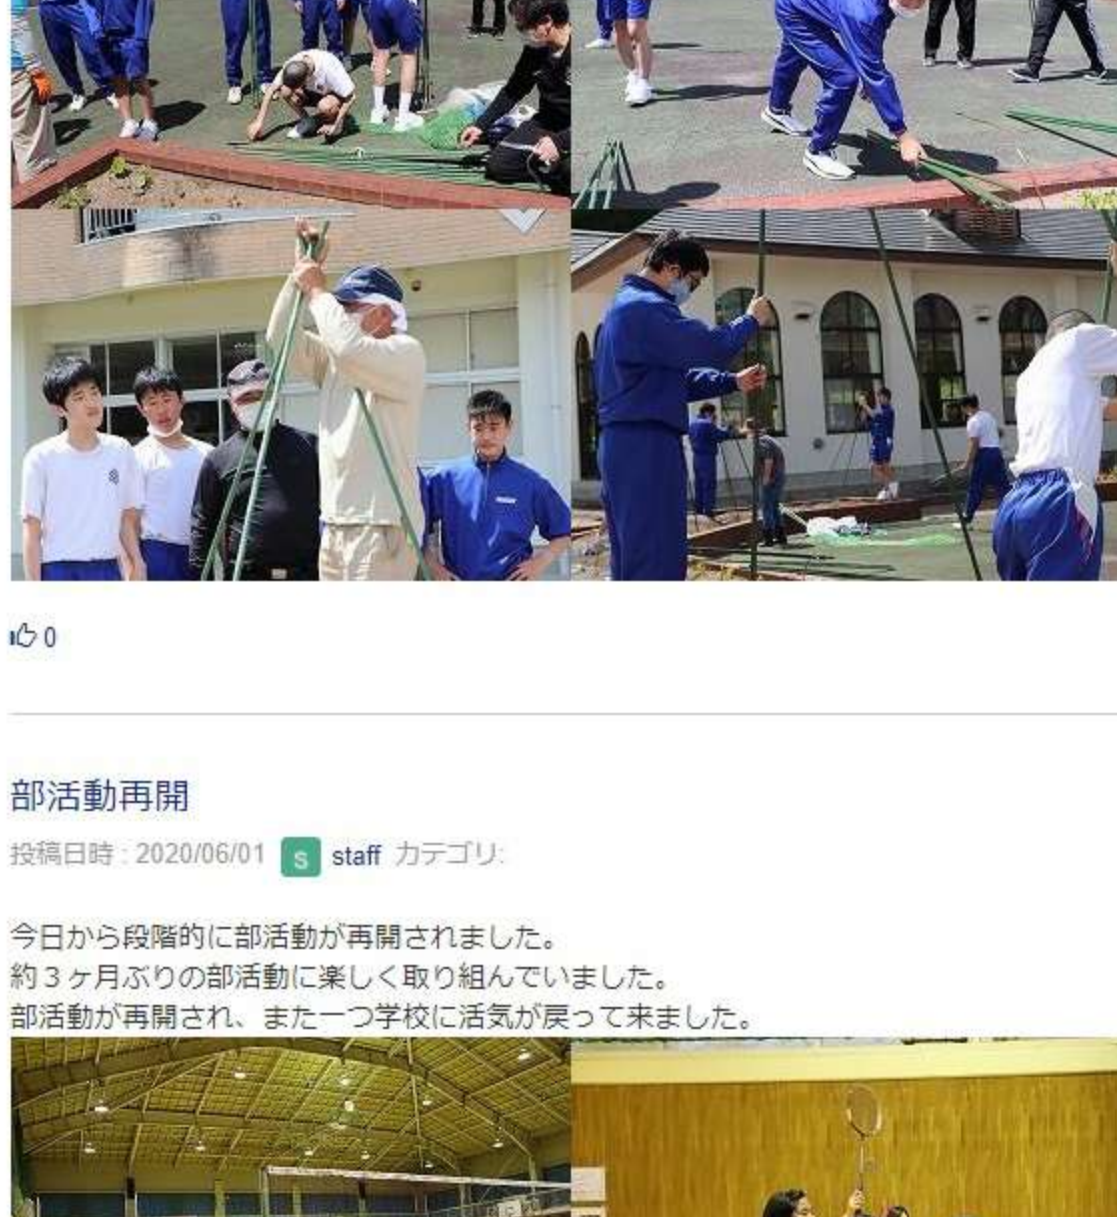 0
部活動再開
投稿日時 : 2020/06/01 S staff カテゴリ:
今日から段階的に部活動が再開されました。
約３ヶ月ぶりの部活動に楽しく取り組んでいました。
部活動が再開され、また一つ学校に活気が戻って来ました。